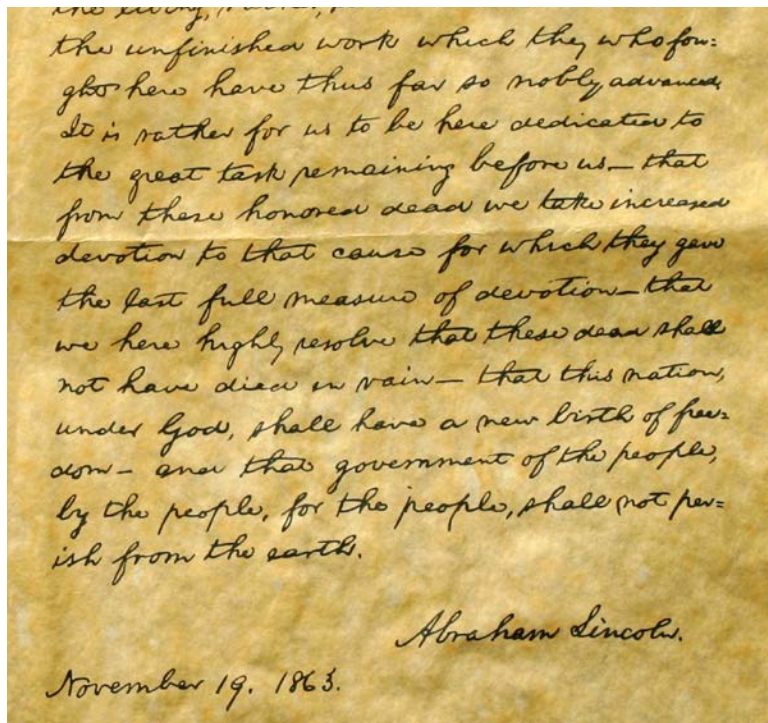 the living, rather,
the unfinished work which they who fou=
ght here have thus far so nobly advanced.
It is rather for us to be here dedicated to
the great task remaining before us — that
from these honored dead we take increased
devotion to that cause for which they gave
the last full measure of devotion — that
we here highly resolve that these dead shall
not have died in vain — that this nation,
under God, shall have a new birth of free=
dom — and that government of the people,
by the people, for the people, shall not per=
ish from the earth.
Abraham Lincoln.
November 19. 1863.